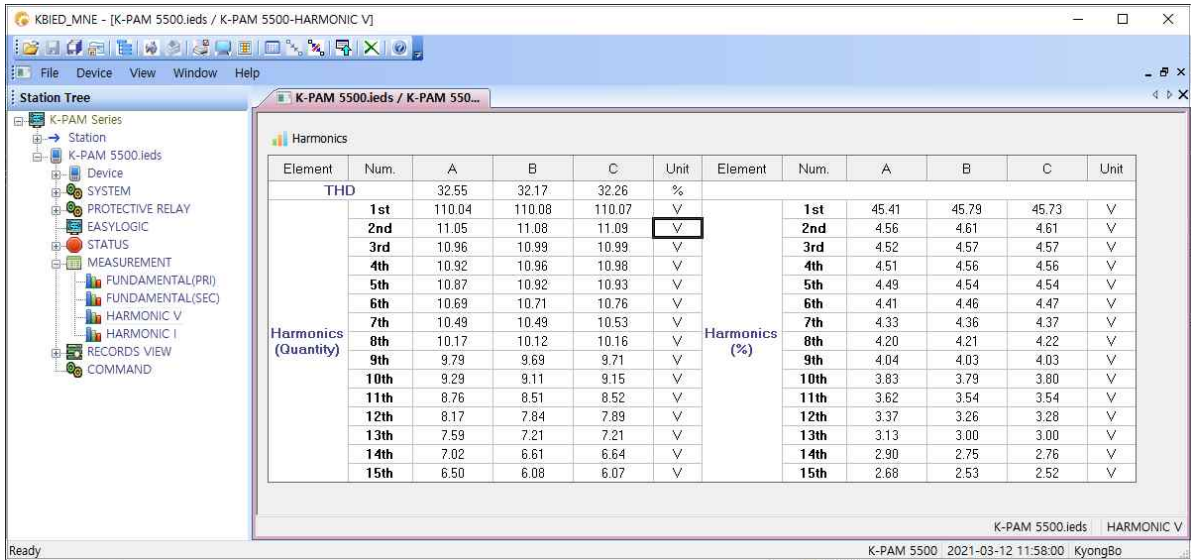 KBIED_MNE - [K-PAM 5500.ieds / K-PAM 5500-HARMONIC V]
File Device View Window Help
Station Tree
K-PAM 5500.ieds / K-PAM 550...
K-PAM Series
Station
K-PAM 5500.ieds
Device
SYSTEM
PROTECTIVE RELAY
EASYLOGIC
STATUS
MEASUREMENT
FUNDAMENTAL(PRI)
FUNDAMENTAL(SEC)
HARMONIC V
HARMONIC I
RECORDS VIEW
COMMAND
Harmonics
Element Num. A B C Unit Element Num. A B C Unit
THD 32.55 32.17 32.26 %
1st 110.04 110.08 110.07 V 1st 45.41 45.79 45.73 V
2nd 11.05 11.08 11.09 V 2nd 4.56 4.61 4.61 V
3rd 10.96 10.99 10.99 V 3rd 4.52 4.57 4.57 V
4th 10.92 10.96 10.98 V 4th 4.51 4.56 4.56 V
5th 10.87 10.92 10.93 V 5th 4.49 4.54 4.54 V
6th 10.69 10.71 10.76 V 6th 4.41 4.46 4.47 V
7th 10.49 10.49 10.53 V 7th 4.33 4.36 4.37 V
Harmonics (Quantity) 8th 10.17 10.12 10.16 V Harmonics (%) 8th 4.20 4.21 4.22 V
9th 9.79 9.69 9.71 V 9th 4.04 4.03 4.03 V
10th 9.29 9.11 9.15 V 10th 3.83 3.79 3.80 V
11th 8.76 8.51 8.52 V 11th 3.62 3.54 3.54 V
12th 8.17 7.84 7.89 V 12th 3.37 3.26 3.28 V
13th 7.59 7.21 7.21 V 13th 3.13 3.00 3.00 V
14th 7.02 6.61 6.64 V 14th 2.90 2.75 2.76 V
15th 6.50 6.08 6.07 V 15th 2.68 2.53 2.52 V
K-PAM 5500.ieds HARMONIC V
Ready K-PAM 5500 2021-03-12 11:58:00 KyongBo